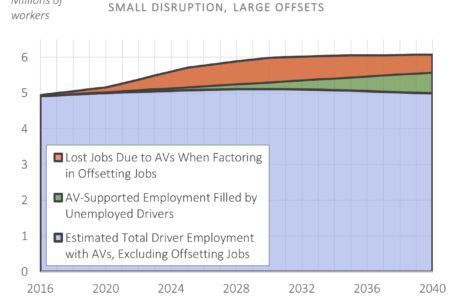 Millions of
workers
SMALL DISRUPTION, LARGE OFFSETS
6
5
4
3
2
1
0
Lost Jobs Due to AVs When Factoring
in Offsetting Jobs
AV-Supported Employment Filled by
Unemployed Drivers
Estimated Total Driver Employment
with AVs, Excluding Offsetting Jobs
2016 2020 2024 2028 2032 2036 2040